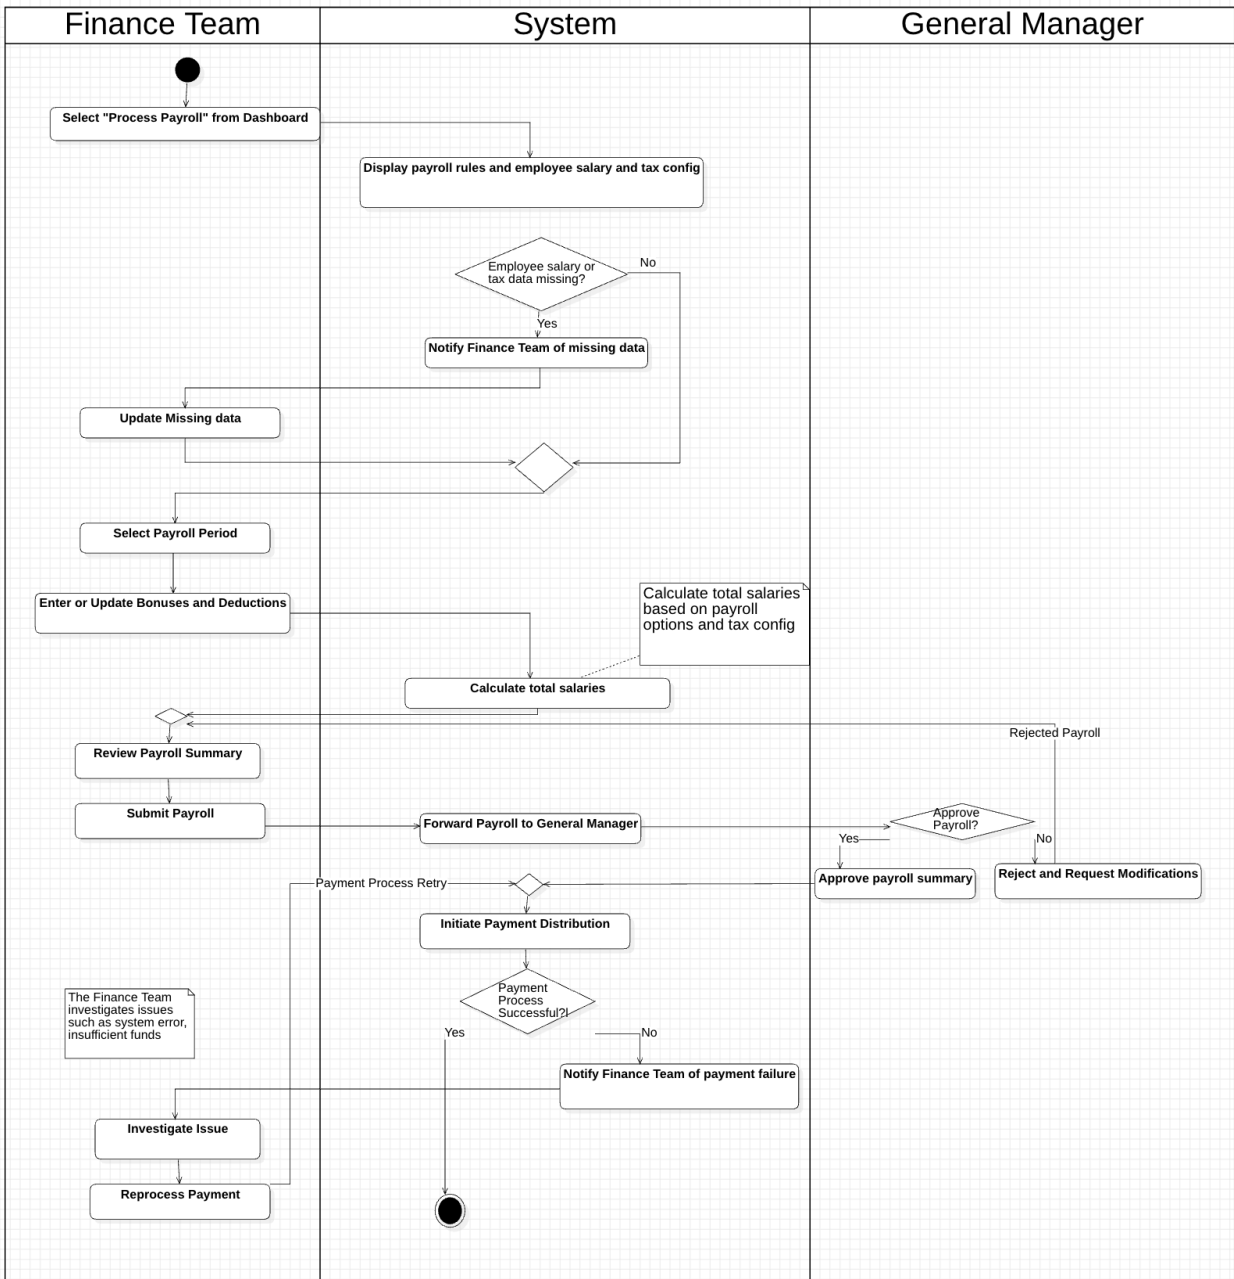 Finance Team
System
General Manager
Select "Process Payroll" from Dashboard
Display payroll rules and employee salary and tax config
Employee salary or
tax data missing?
No
Yes
Notify Finance Team of missing data
Update Missing data
Select Payroll Period
Enter or Update Bonuses and Deductions
Calculate total salaries
based on payroll
options and tax config
Calculate total salaries
Rejected Payroll
Review Payroll Summary
Submit Payroll
Forward Payroll to General Manager
Approve
Payroll?
Yes
No
Approve payroll summary
Reject and Request Modifications
Payment Process Retry
Initiate Payment Distribution
Payment
Process
Successful?l
The Finance Team
investigates issues
such as system error,
insufficient funds
Yes
No
Notify Finance Team of payment failure
Investigate Issue
Reprocess Payment